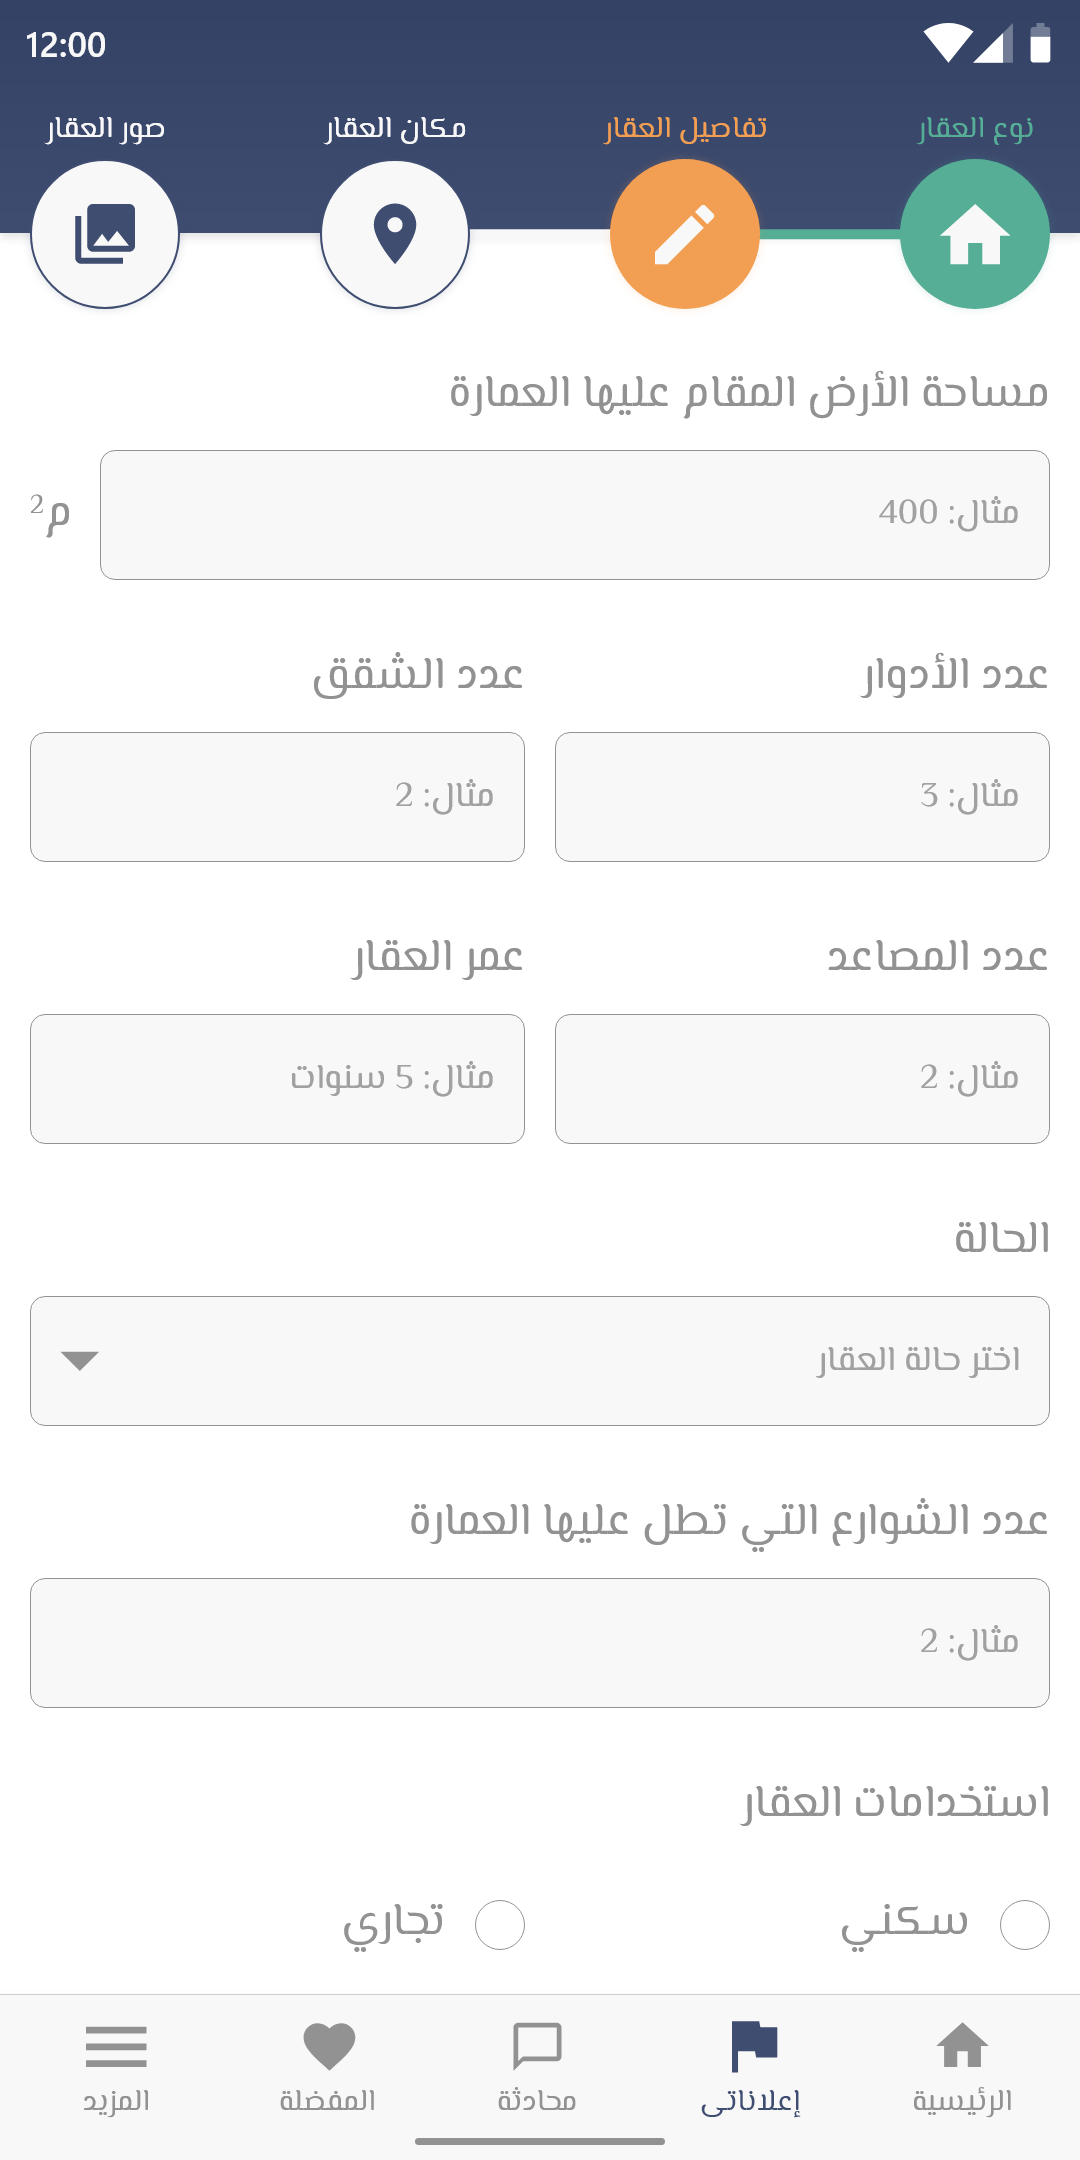 12:00
نوع العقار
تفاصيل العقار
مكان العقار
صور العقار
مساحة الأرض المقام عليها العمارة
مثال: 400
م²
عدد الأدوار
عدد الشقق
مثال: 3
مثال: 2
عدد المصاعد
عمر العقار
مثال: 2
مثال: 5 سنوات
الحالة
اختر حالة العقار
عدد الشوارع التي تطل عليها العمارة
مثال: 2
استخدامات العقار
سكني
تجاري
الرئيسية
إعلاناتى
محادثة
المفضلة
المزيد